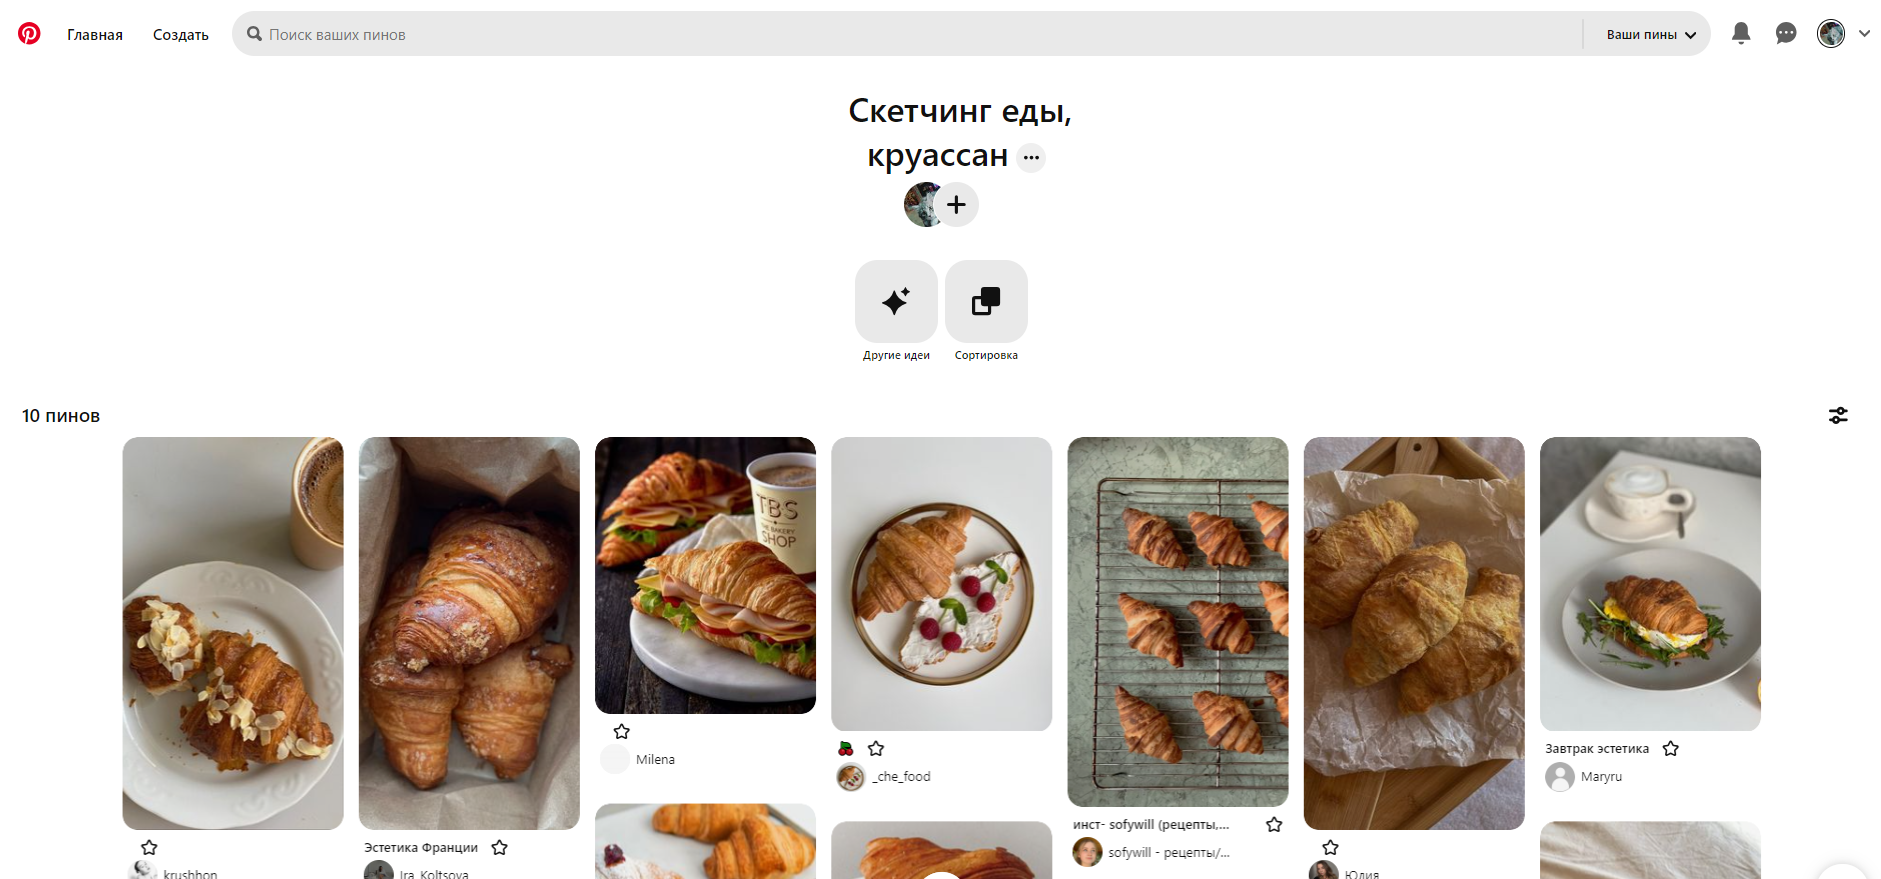 Главная
Создать
Поиск ваших пинов
Ваши пины
Скетчинг еды,
круассан
Другие идеи
Сортировка
10 пинов
TBS
THE BAKERY
SHOP
Milena
_che_food
Завтрак эстетика
Maryru
инст- sofywill (рецепты,...
sofywill - рецепты/...
Эстетика Франции
krushhon
Ira_Koltsova
Юлия